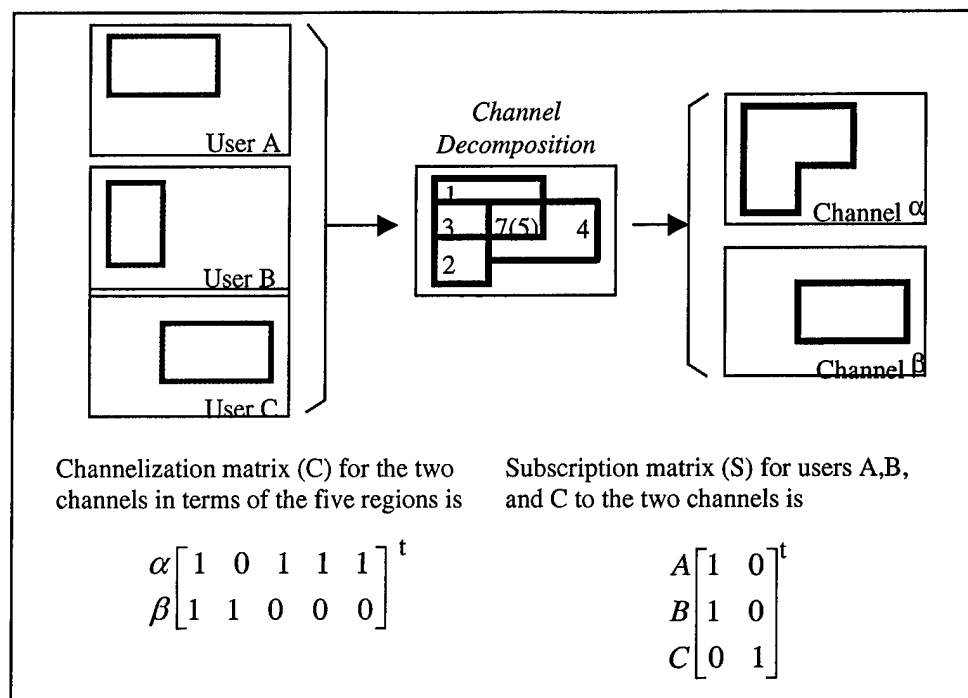 User A
User B
User C
Channel
Decomposition
1
3 7(5) 4
2
Channel α
Channel β
Channelization matrix (C) for the two
channels in terms of the five regions is
α [1 0 1 1 1] t
β [1 1 0 0 0]
Subscription matrix (S) for users A,B,
and C to the two channels is
A [1 0] t
B [1 0]
C [0 1]